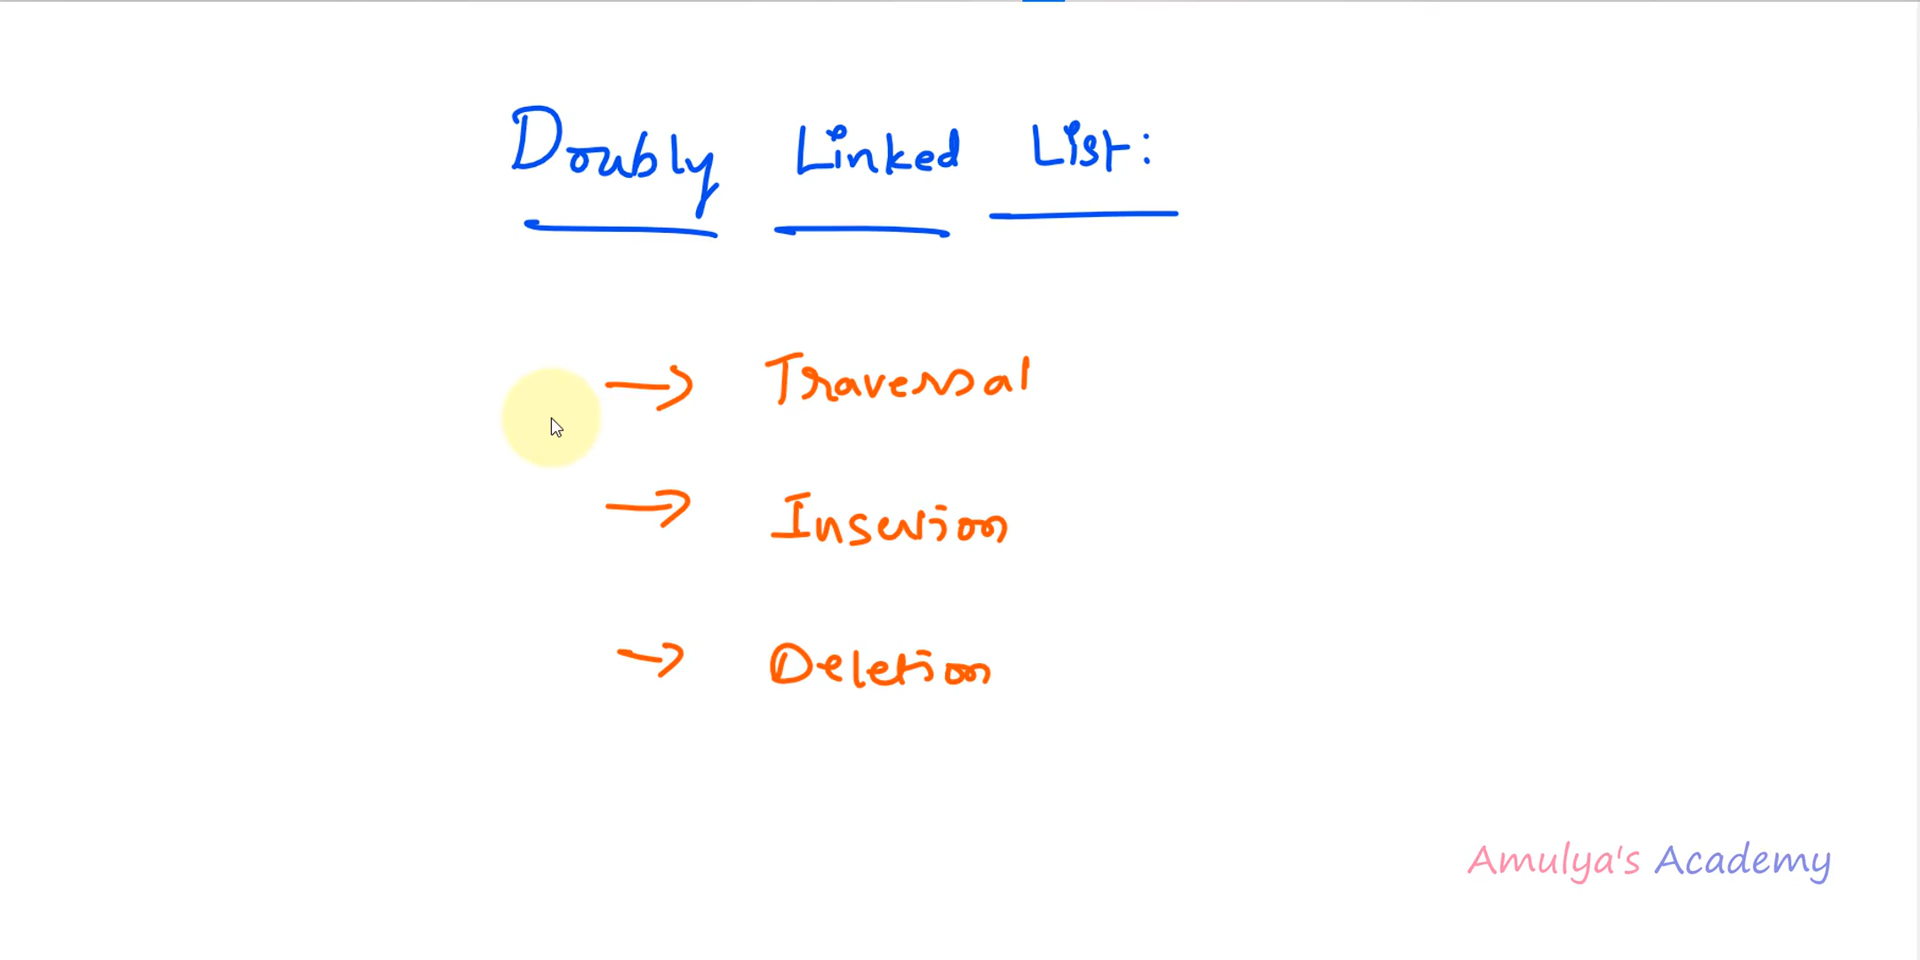 Doubly Linked List:
→ Traversal
→ Insertion
→ Deletion
Amulya's Academy